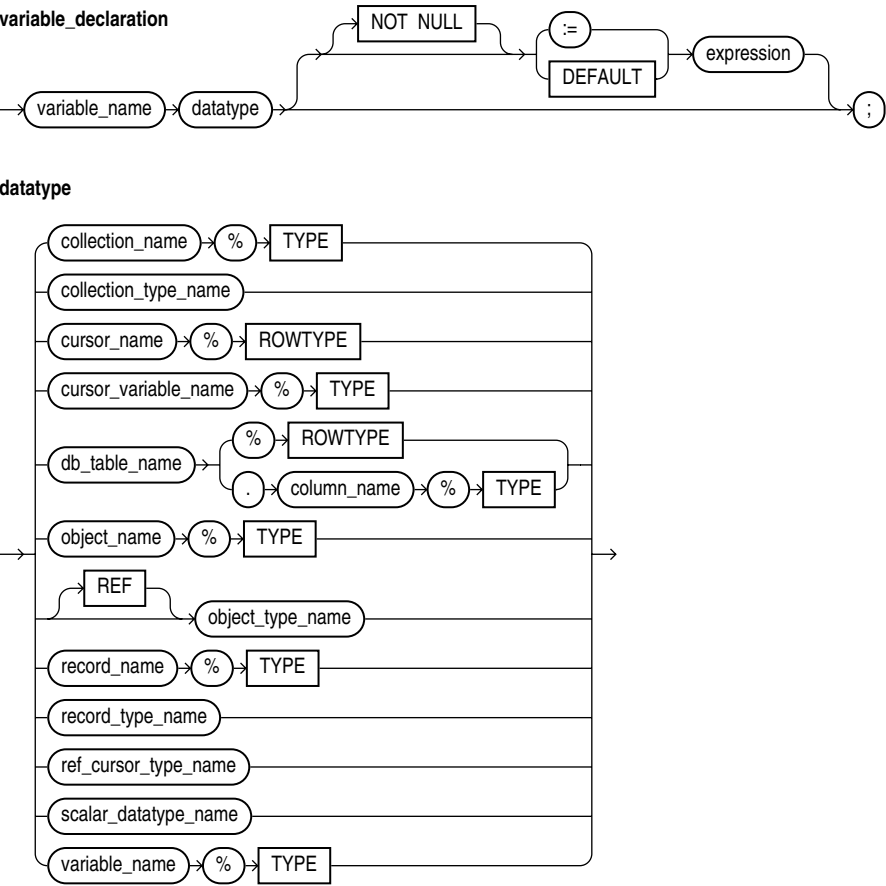 variable_declaration
NOT NULL
:=
DEFAULT
expression
variable_name datatype ;
datatype
collection_name % TYPE
collection_type_name
cursor_name % ROWTYPE
cursor_variable_name % TYPE
% ROWTYPE
db_table_name
. column_name % TYPE
object_name % TYPE
REF
object_type_name
record_name % TYPE
record_type_name
ref_cursor_type_name
scalar_datatype_name
variable_name % TYPE